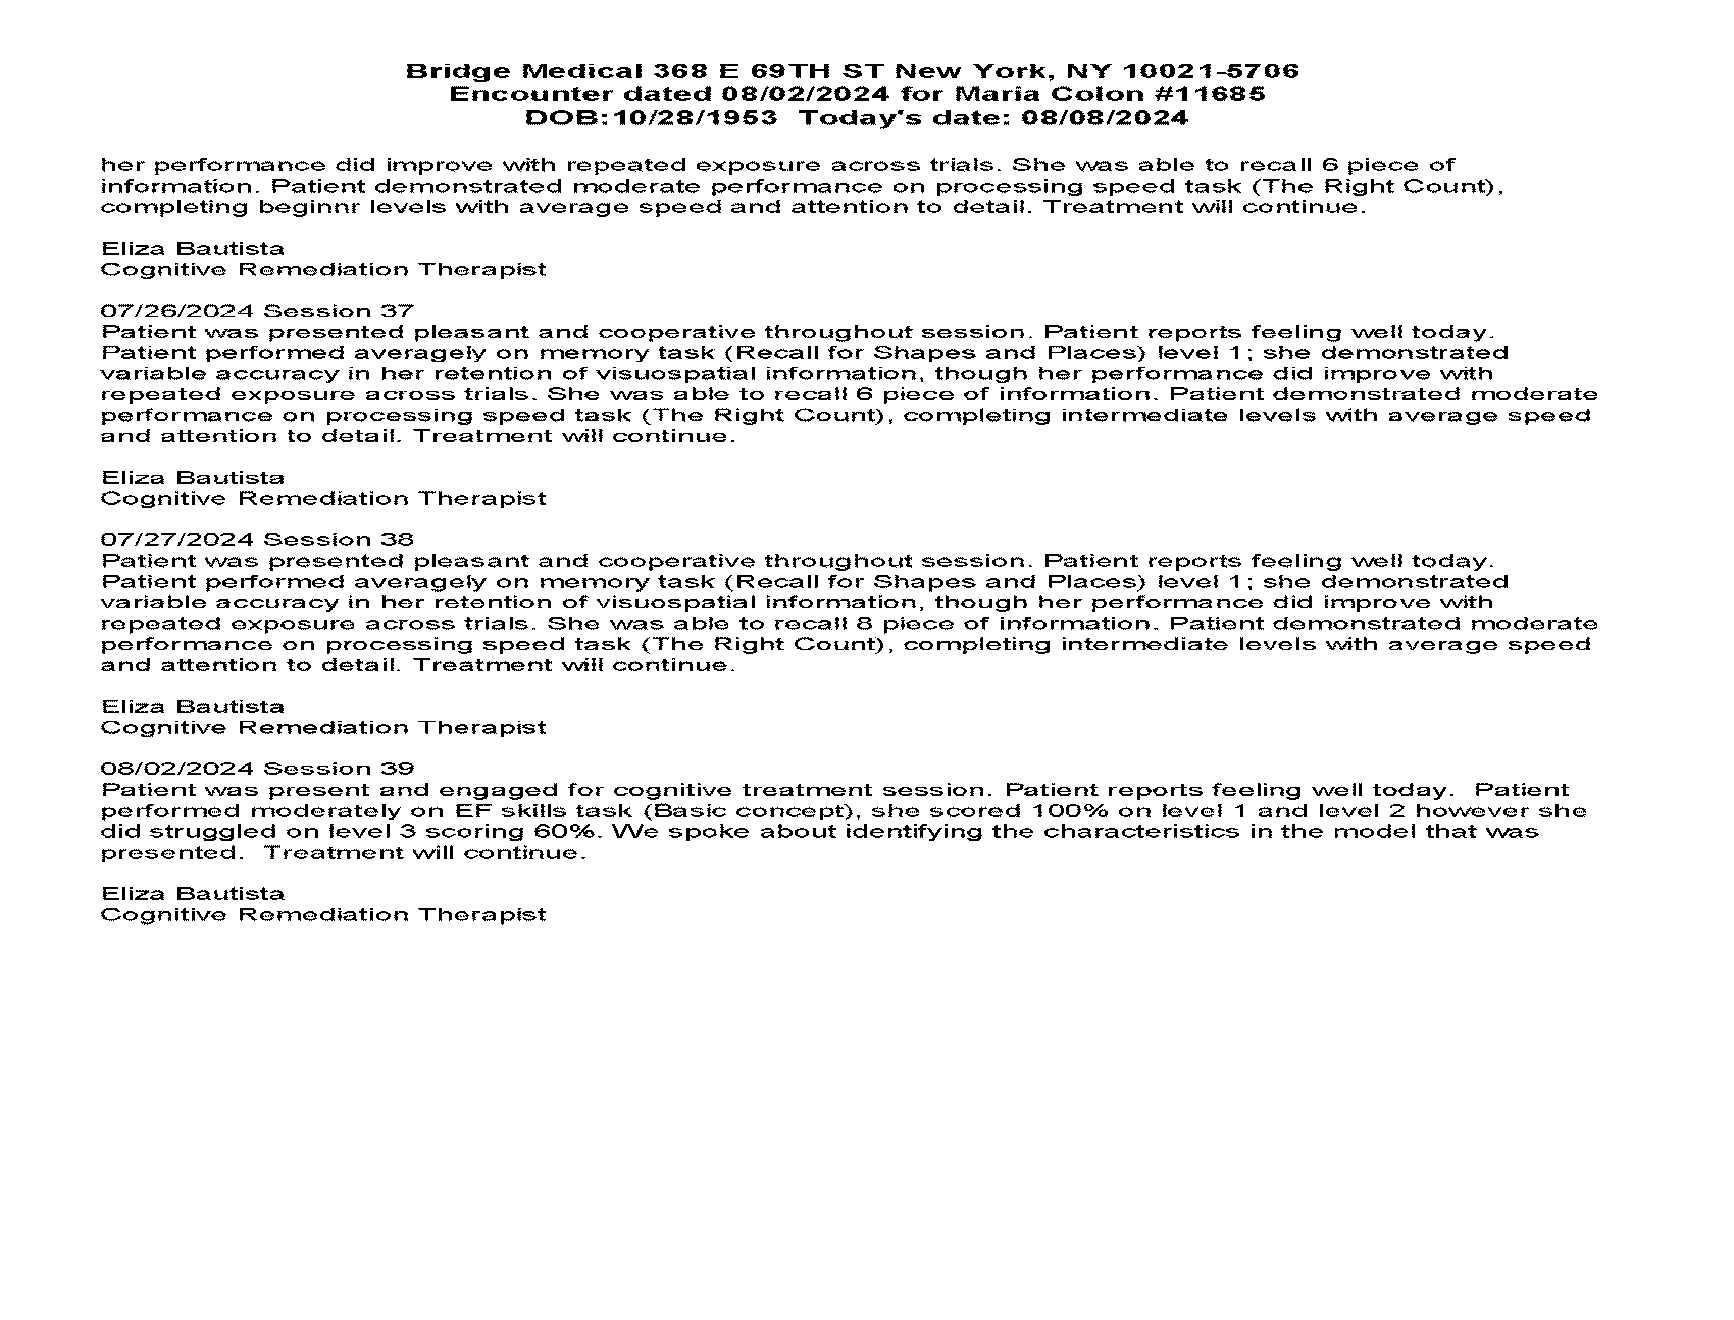 Bridge Medical 368 E 69TH ST New York, NY 10021-5706
Encounter dated 08/02/2024 for Maria Colon #11685
DOB:10/28/1953  Today's date: 08/08/2024
her performance did improve with repeated exposure across trials. She was able to recall 6 piece of
information. Patient demonstrated moderate performance on processing speed task (The Right Count),
completing beginnr levels with average speed and attention to detail. Treatment will continue.
Eliza Bautista
Cognitive Remediation Therapist
07/26/2024 Session 37
Patient was presented pleasant and cooperative throughout session. Patient reports feeling well today.
Patient performed averagely on memory task (Recall for Shapes and Places) level 1; she demonstrated
variable accuracy in her retention of visuospatial information, though her performance did improve with
repeated exposure across trials. She was able to recall 6 piece of information. Patient demonstrated moderate
performance on processing speed task (The Right Count), completing intermediate levels with average speed
and attention to detail. Treatment will continue.
Eliza Bautista
Cognitive Remediation Therapist
07/27/2024 Session 38
Patient was presented pleasant and cooperative throughout session. Patient reports feeling well today.
Patient performed averagely on memory task (Recall for Shapes and Places) level 1; she demonstrated
variable accuracy in her retention of visuospatial information, though her performance did improve with
repeated exposure across trials. She was able to recall 8 piece of information. Patient demonstrated moderate
performance on processing speed task (The Right Count), completing intermediate levels with average speed
and attention to detail. Treatment will continue.
Eliza Bautista
Cognitive Remediation Therapist
08/02/2024 Session 39
Patient was present and engaged for cognitive treatment session. Patient reports feeling well today.  Patient
performed moderately on EF skills task (Basic concept), she scored 100% on level 1 and level 2 however she
did struggled on level 3 scoring 60%. We spoke about identifying the characteristics in the model that was
presented.  Treatment will continue.
Eliza Bautista
Cognitive Remediation Therapist